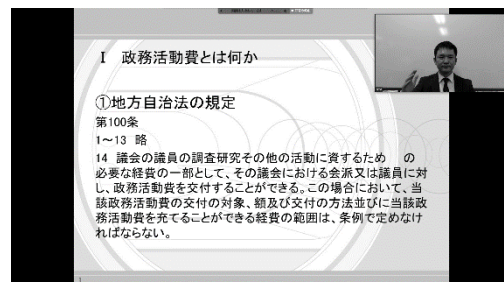 Ⅰ　政務活動費とは何か
①地方自治法の規定
第100条
1～13　略
14　議会の議員の調査研究その他の活動に資するため　の
必要な経費の一部として、その議会における会派又は議員に対
し、政務活動費を交付することができる。この場合において、当
該政務活動費の交付の対象、額及び交付の方法並びに当該政
務活動費を充てることができる経費の範囲は、条例で定めなけ
ればならない。
1